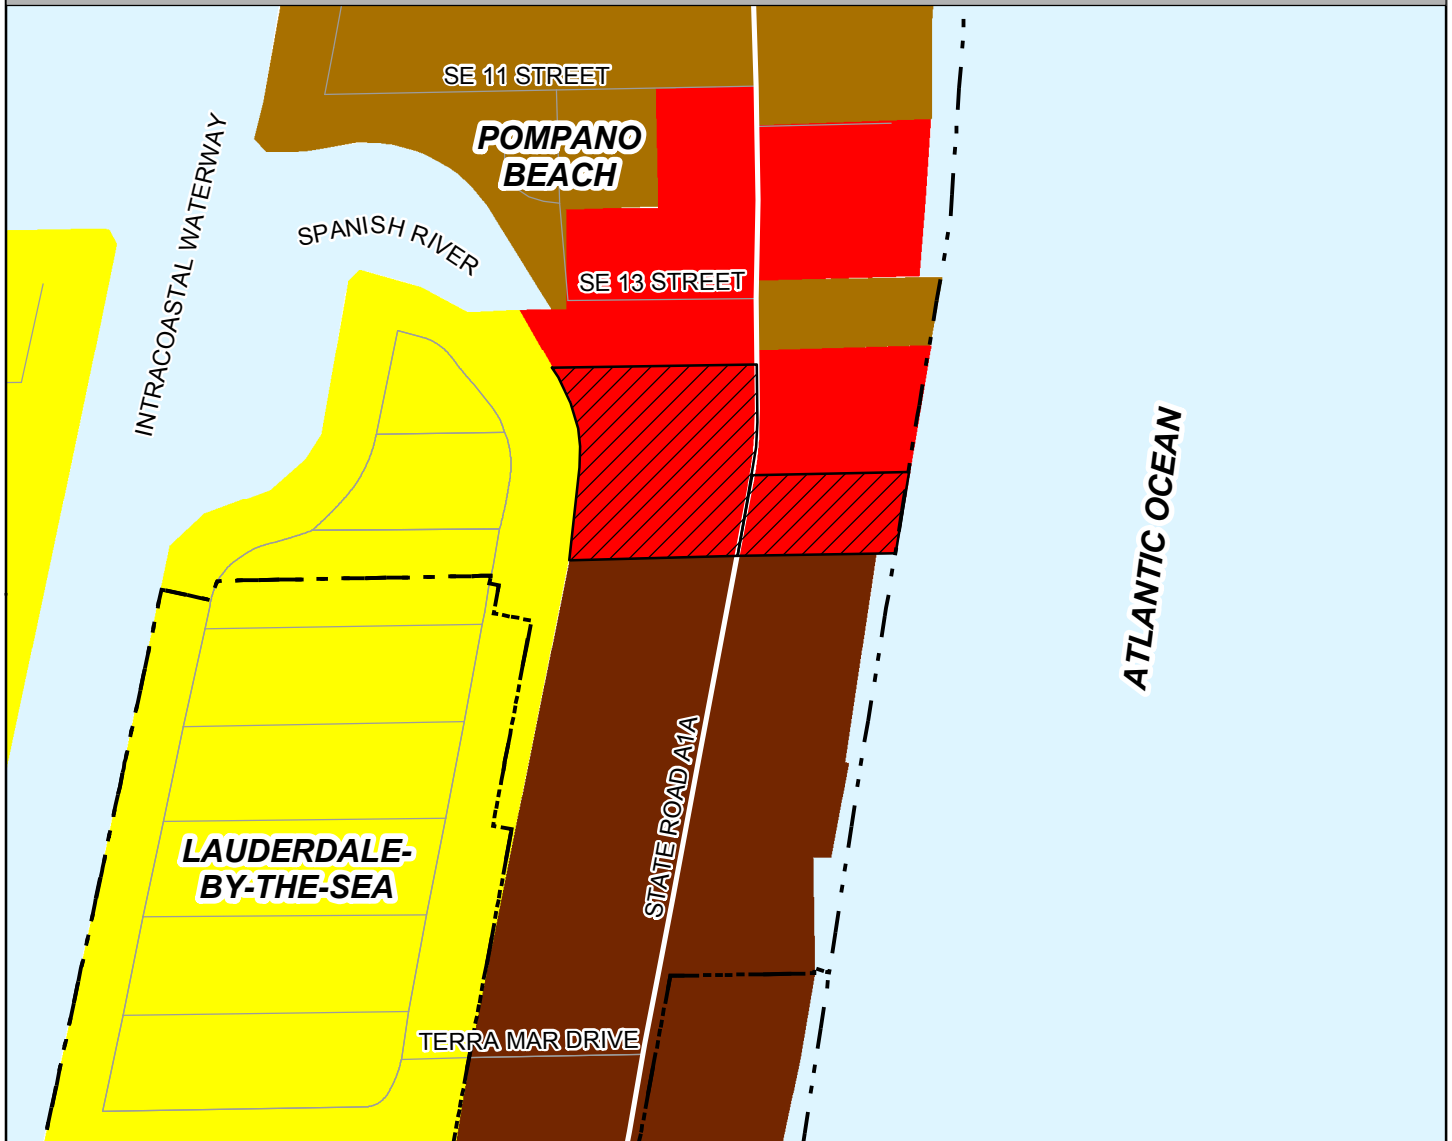 SE 11 STREET
POMPANO
BEACH
INTRACOASTAL WATERWAY
SPANISH RIVER
SE 13 STREET
ATLANTIC OCEAN
STATE ROAD A1A
LAUDERDALE-
BY-THE-SEA
TERRA MAR DRIVE